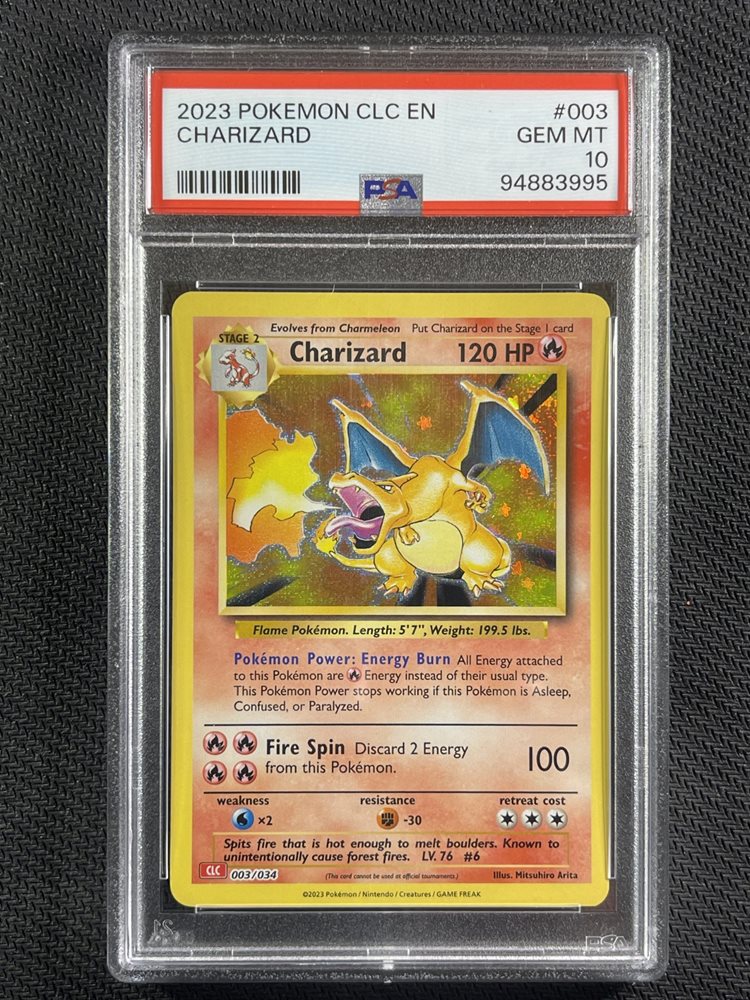 2023 POKEMON CLC EN #003
CHARIZARD GEM MT
10
PSA 94883995
Evolves from Charmeleon Put Charizard on the Stage 1 card
STAGE 2
Charizard 120 HP
Flame Pokémon. Length: 5'7", Weight: 199.5 lbs.
Pokémon Power: Energy Burn All Energy attached
to this Pokémon are Energy instead of their usual type.
This Pokémon Power stops working if this Pokémon is Asleep,
Confused, or Paralyzed.
Fire Spin Discard 2 Energy
from this Pokémon. 100
weakness resistance retreat cost
×2 -30
Spits fire that is hot enough to melt boulders. Known to
unintentionally cause forest fires. LV. 76 #6
CLC 003/034 (This card cannot be used at official tournaments.) Illus. Mitsuhiro Arita
©2023 Pokémon / Nintendo / Creatures / GAME FREAK
PSA